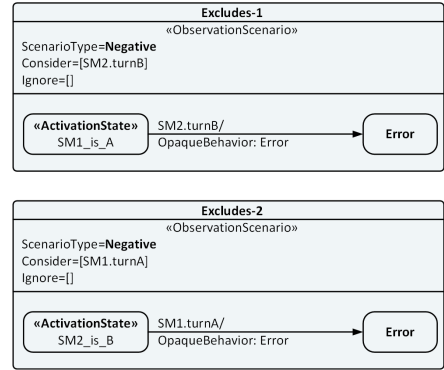 Excludes-1
«ObservationScenario»
ScenarioType=Negative
Consider=[SM2.turnB]
Ignore=[]
«ActivationState»
SM1_is_A
SM2.turnB/
OpaqueBehavior: Error
Error
Excludes-2
«ObservationScenario»
ScenarioType=Negative
Consider=[SM1.turnA]
Ignore=[]
«ActivationState»
SM2_is_B
SM1.turnA/
OpaqueBehavior: Error
Error